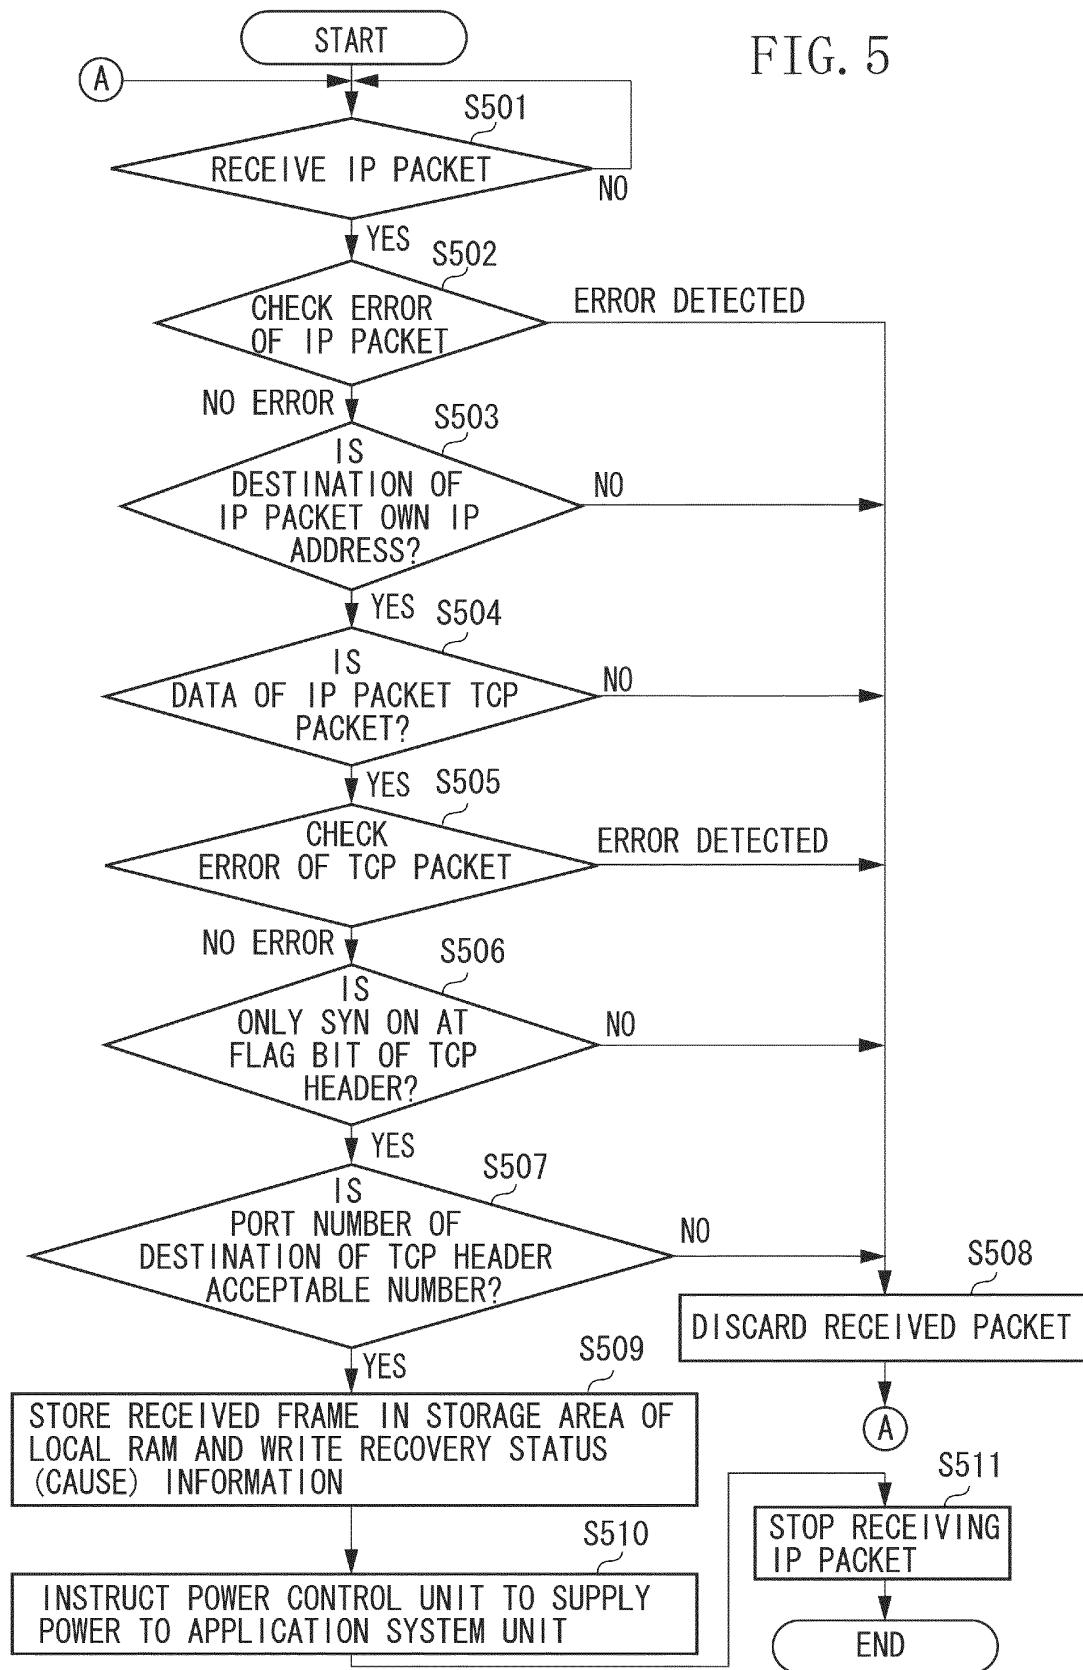 START
FIG. 5
A
S501
RECEIVE IP PACKET
NO
YES
S502
CHECK ERROR
OF IP PACKET
ERROR DETECTED
NO ERROR
S503
IS
DESTINATION OF
IP PACKET OWN IP
ADDRESS?
NO
YES
S504
IS
DATA OF IP PACKET TCP
PACKET?
NO
YES
S505
CHECK
ERROR OF TCP PACKET
ERROR DETECTED
NO ERROR
S506
IS
ONLY SYN ON AT
FLAG BIT OF TCP
HEADER?
NO
YES
S507
IS
PORT NUMBER OF
DESTINATION OF TCP HEADER
ACCEPTABLE NUMBER?
NO
S508
DISCARD RECEIVED PACKET
A
YES
S509
STORE RECEIVED FRAME IN STORAGE AREA OF
LOCAL RAM AND WRITE RECOVERY STATUS
(CAUSE) INFORMATION
S510
INSTRUCT POWER CONTROL UNIT TO SUPPLY
POWER TO APPLICATION SYSTEM UNIT
S511
STOP RECEIVING
IP PACKET
END